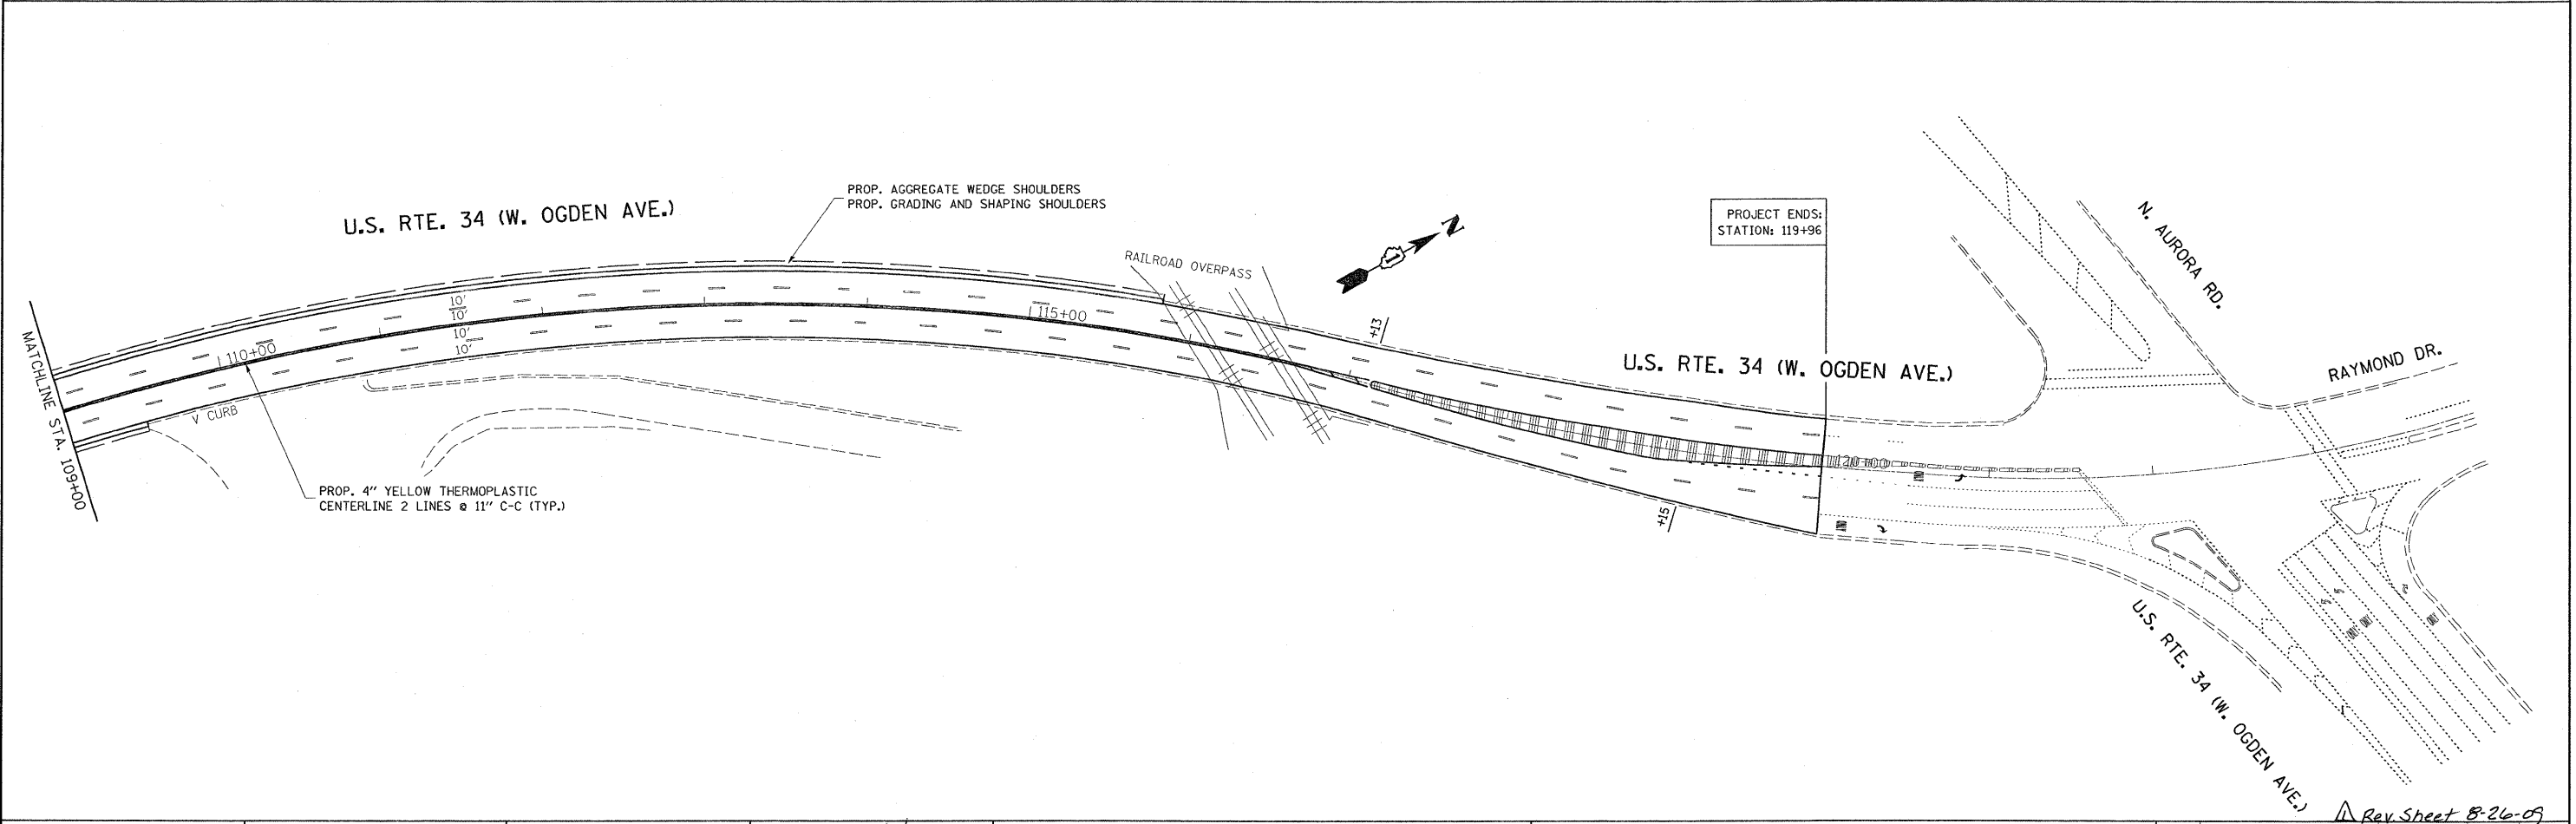 U.S. RTE. 34 (W. OGDEN AVE.)
PROP. AGGREGATE WEDGE SHOULDERS
PROP. GRADING AND SHAPING SHOULDERS
PROJECT ENDS:
STATION: 119+96
N. AURORA RD.
N
RAILROAD OVERPASS
10'
10'
10'
10'
115+00
110+00
+13
U.S. RTE. 34 (W. OGDEN AVE.)
RAYMOND DR.
MATCHLINE STA. 109+00
V CURB
120+00
PROP. 4" YELLOW THERMOPLASTIC
CENTERLINE 2 LINES @ 11" C-C (TYP.)
+15
U.S. RTE. 34 (W. OGDEN AVE.)
1 Rev. Sheet 8-26-09